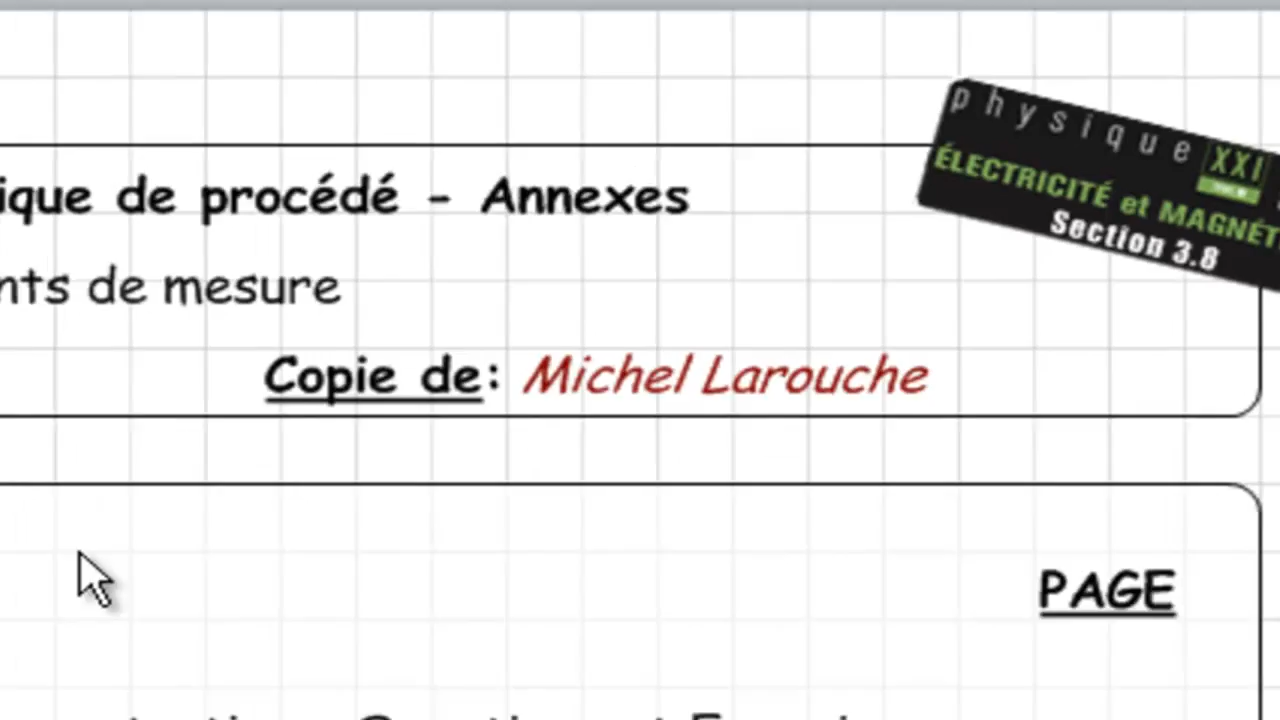 physique XXI
ÉLECTRICITÉ et MAGNÉT
Section 3.8
ique de procédé - Annexes
nts de mesure
Copie de: Michel Larouche
PAGE